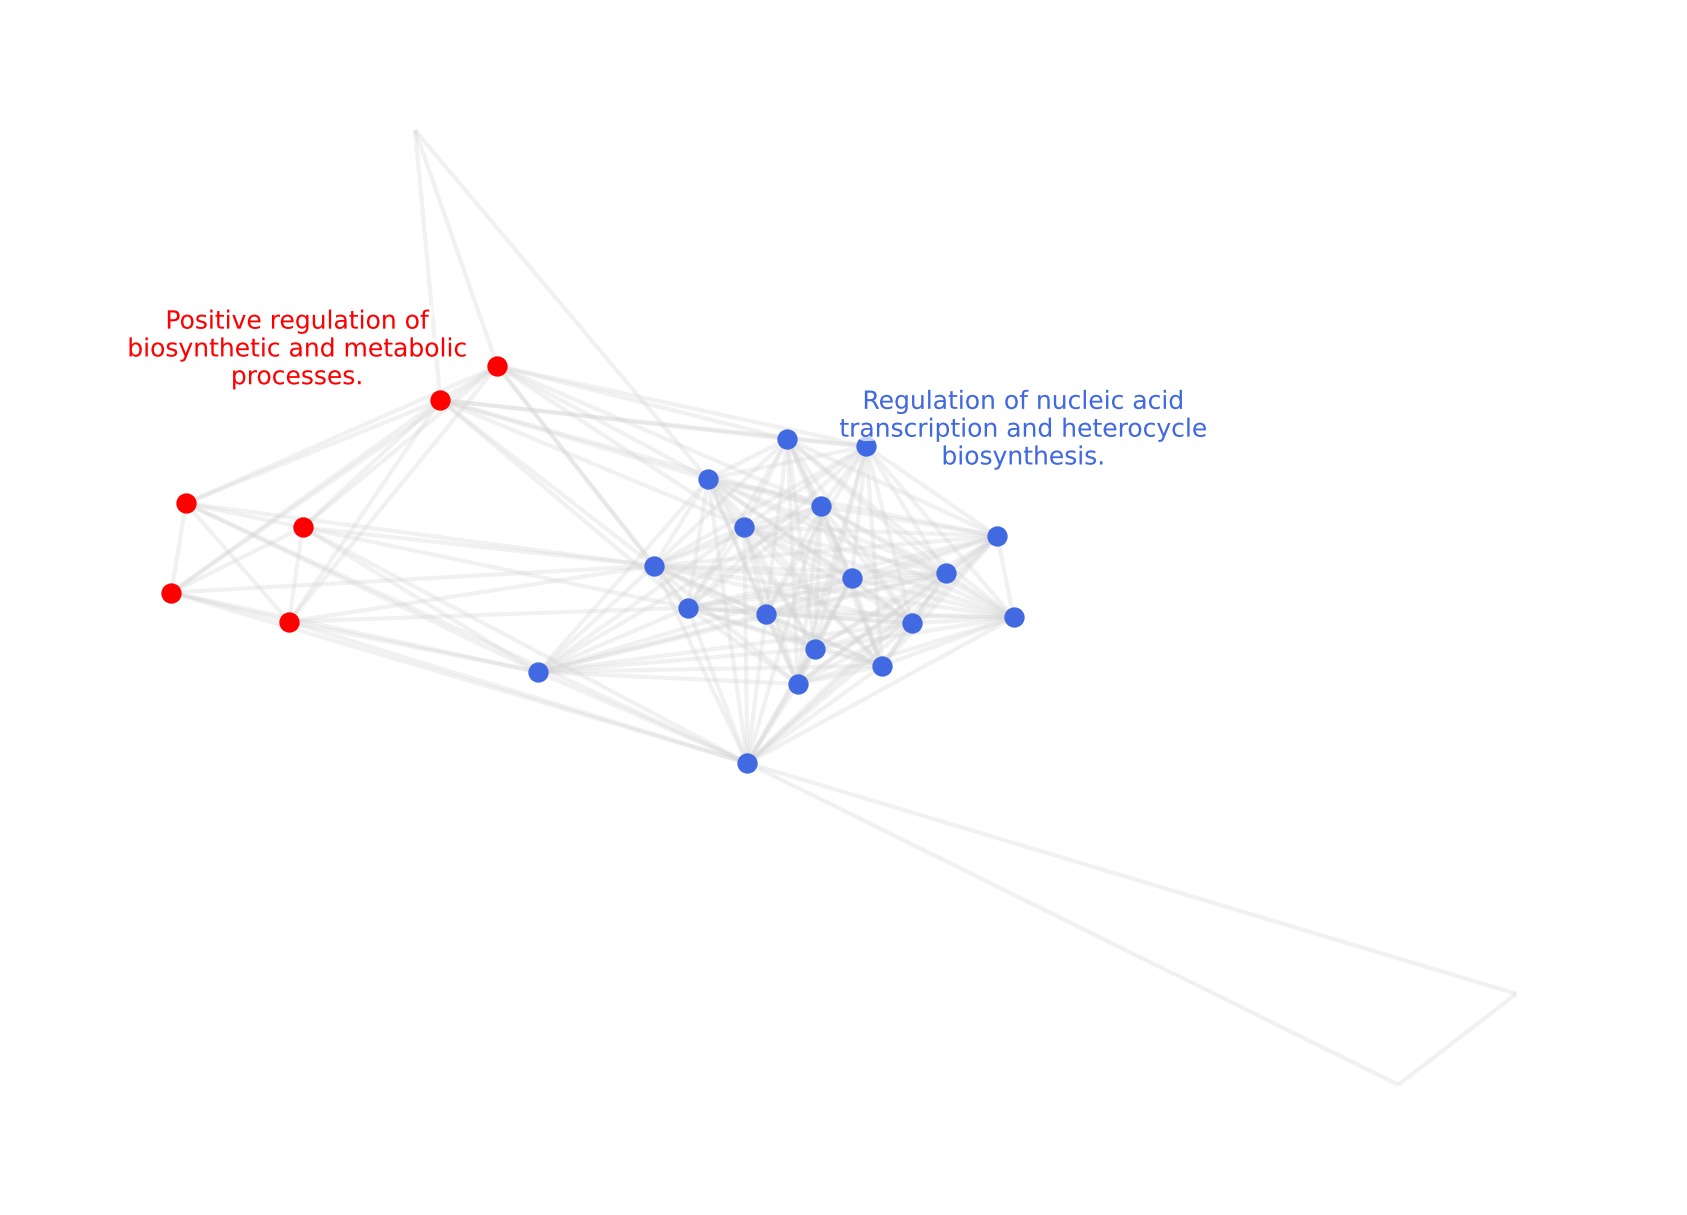 Positive regulation of
biosynthetic and metabolic
processes.
Regulation of nucleic acid
transcription and heterocycle
biosynthesis.